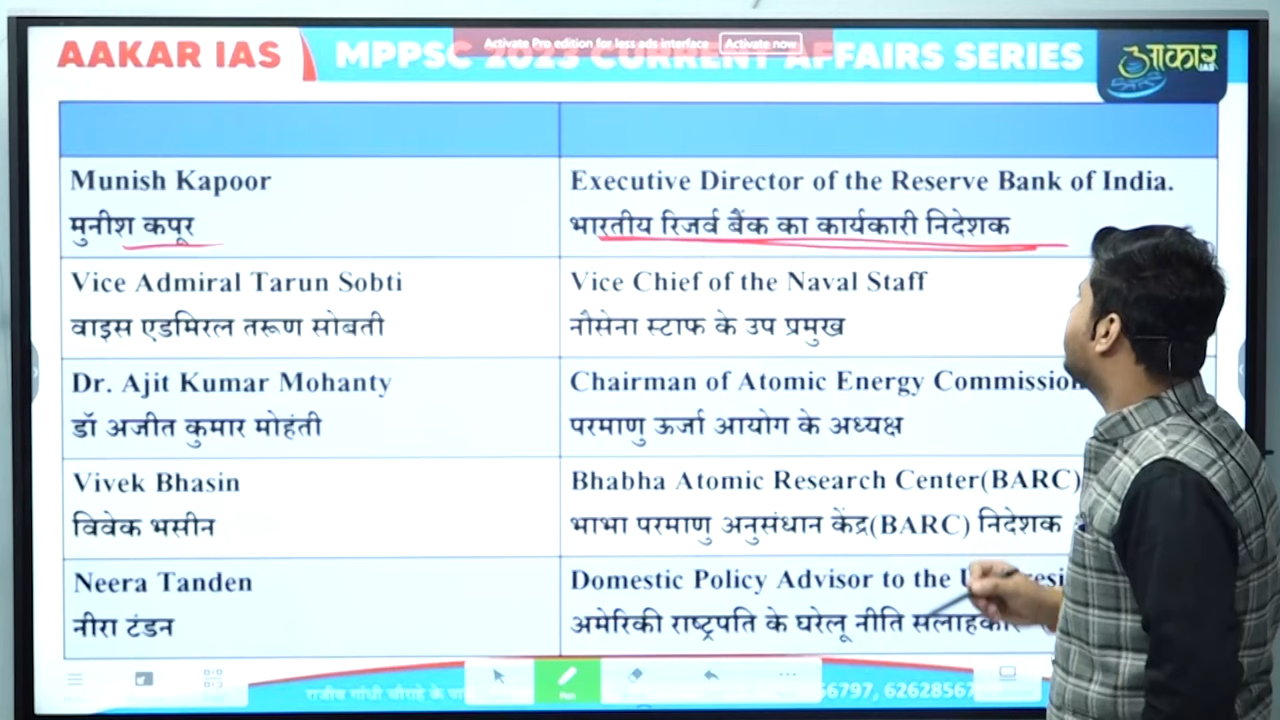 AAKAR IAS
MPPSC 2023 CURRENT AFFAIRS SERIES
Activate Pro edition for less ads interface
Activate now
आकार
IAS
Munish Kapoor
मुनीश कपूर
Executive Director of the Reserve Bank of India.
भारतीय रिजर्व बैंक का कार्यकारी निदेशक
Vice Admiral Tarun Sobti
वाइस एडमिरल तरूण सोबती
Vice Chief of the Naval Staff
नौसेना स्टाफ के उप प्रमुख
Dr. Ajit Kumar Mohanty
डॉ अजीत कुमार मोहंती
Chairman of Atomic Energy Commission
परमाणु ऊर्जा आयोग के अध्यक्ष
Vivek Bhasin
विवेक भसीन
Bhabha Atomic Research Center(BARC)
भाभा परमाणु अनुसंधान केंद्र(BARC) निदेशक
Neera Tanden
नीरा टंडन
Domestic Policy Advisor to the
अमेरिकी राष्ट्रपति के घरेलू नीति सलाहकार
Pen
राजीव गांधी चौराहे के